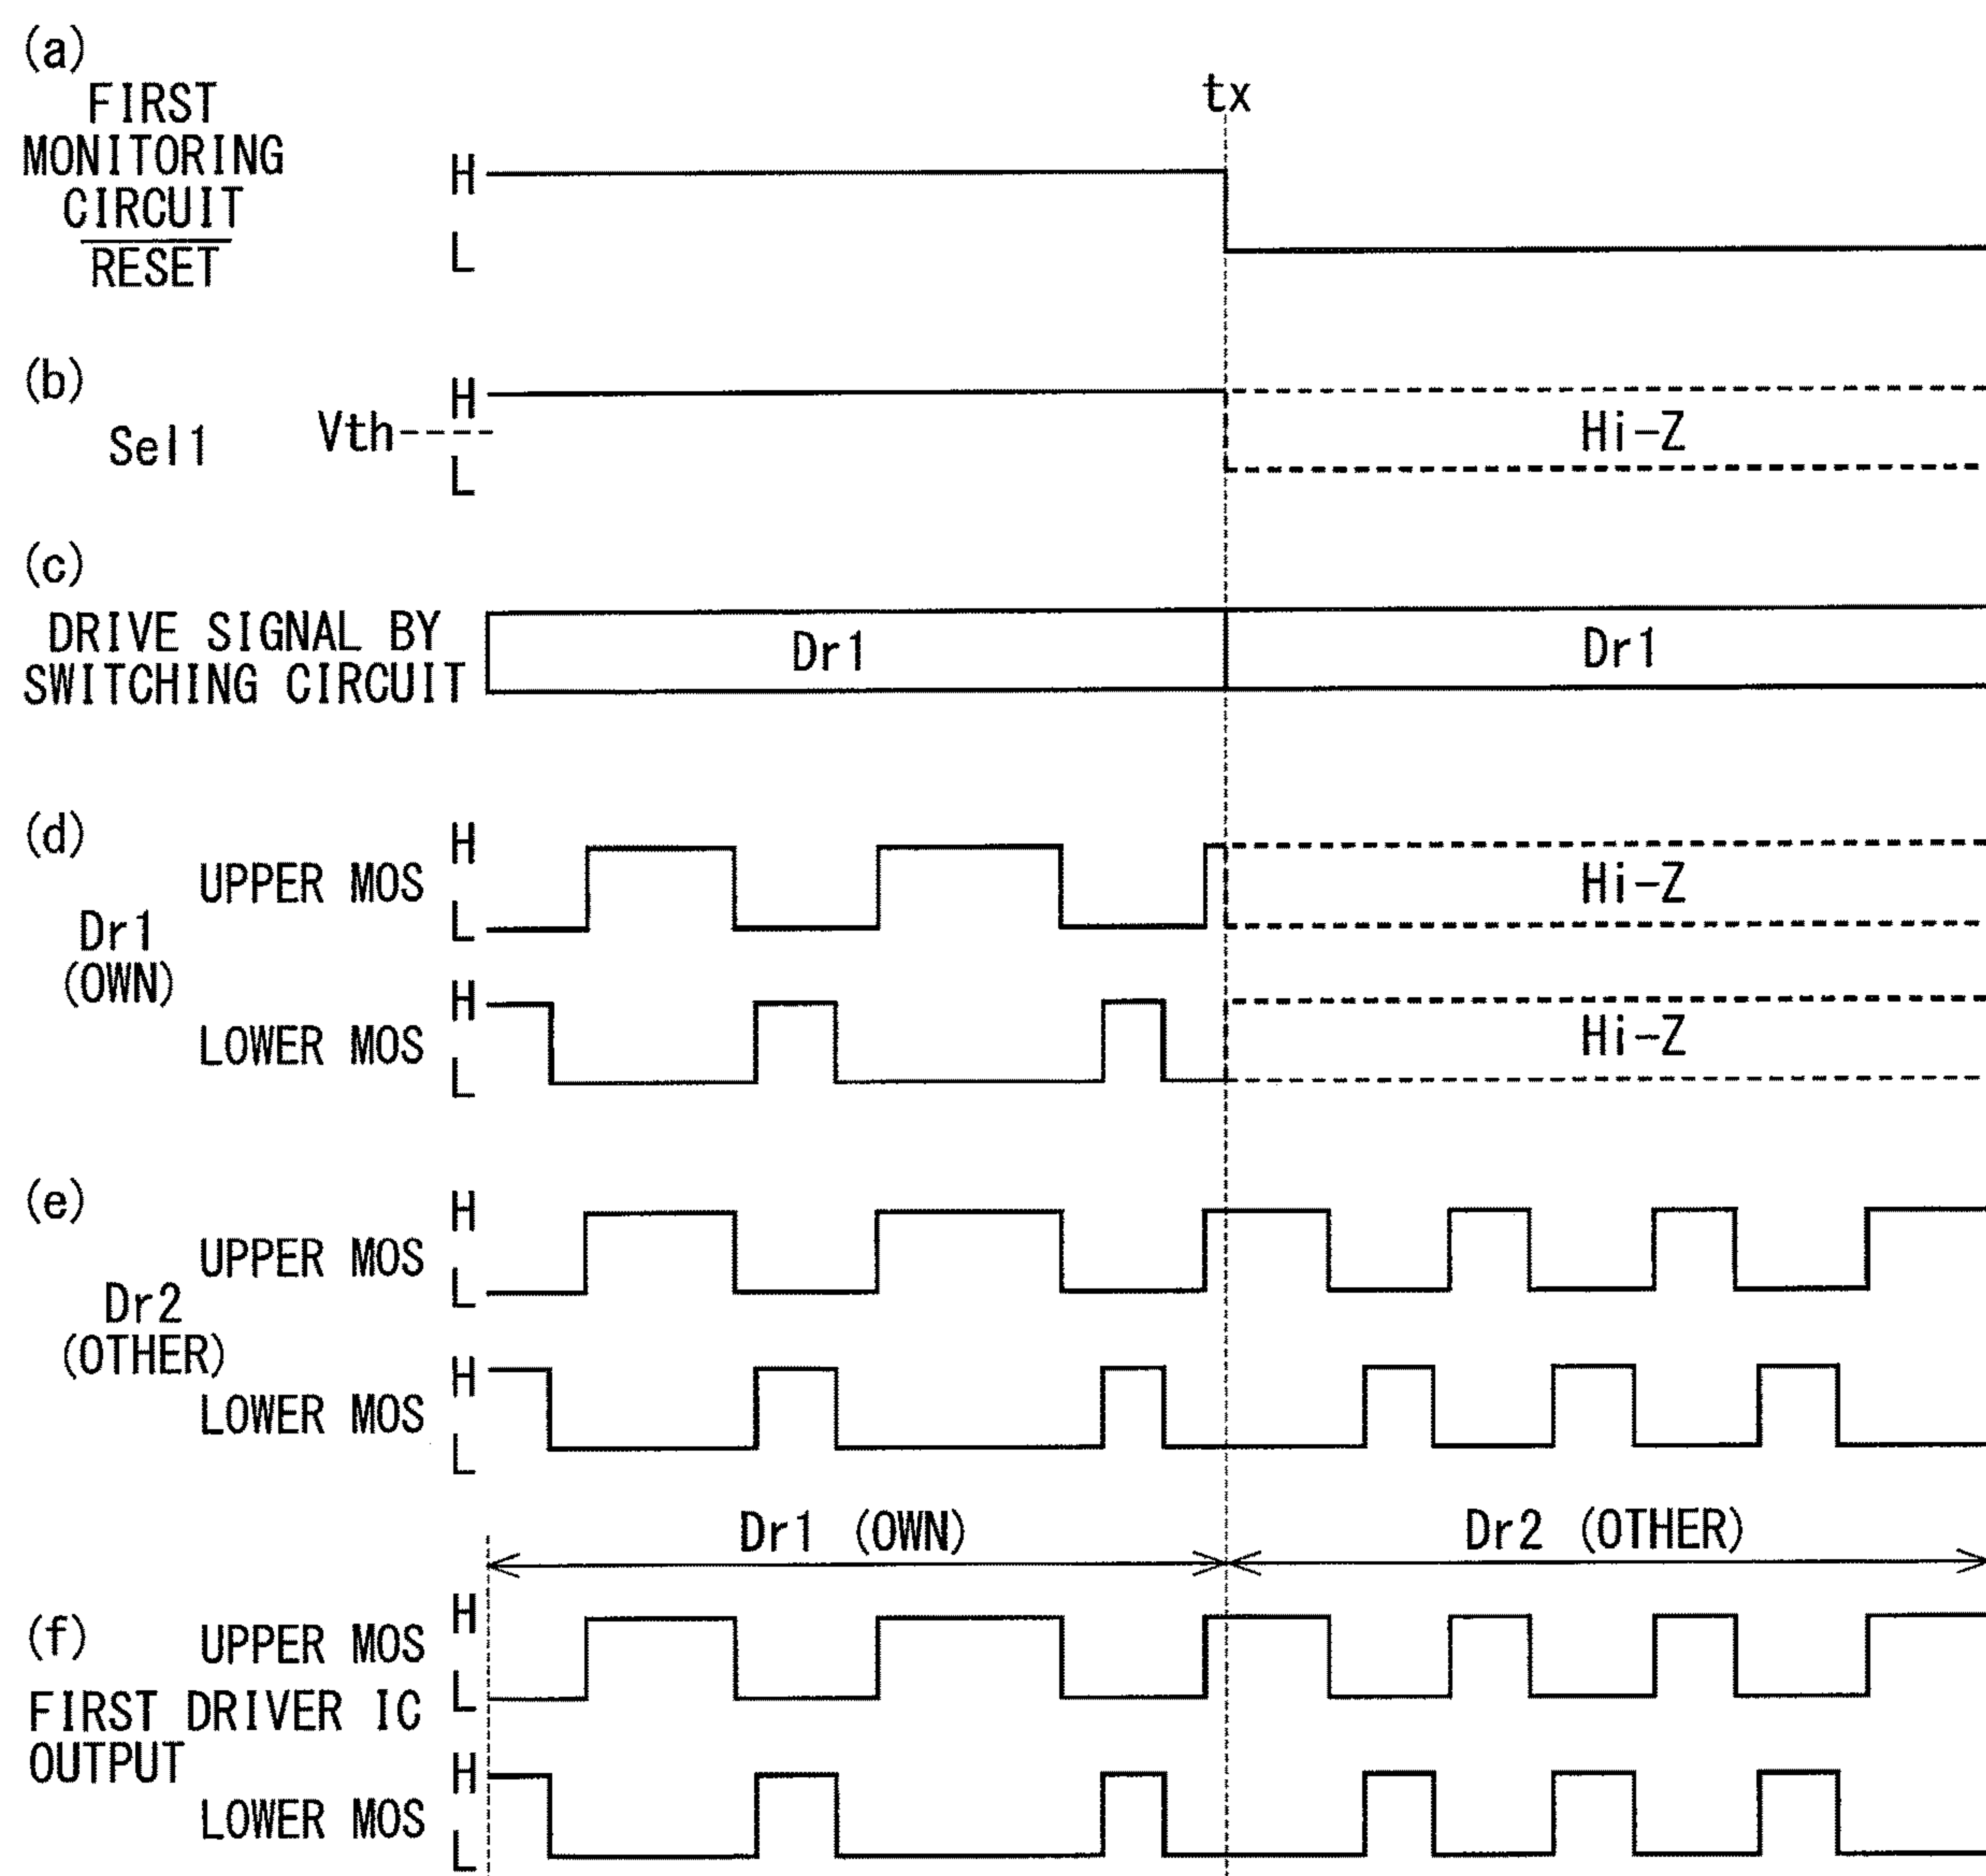 (a)
FIRST
MONITORING
CIRCUIT
RESET
H
L
tx
(b)
Sel1
Vth
H
L
Hi-Z
(c)
DRIVE SIGNAL BY
SWITCHING CIRCUIT
Dr1
Dr1
(d)
Dr1
(OWN)
UPPER MOS
H
L
Hi-Z
LOWER MOS
H
L
Hi-Z
(e)
Dr2
(OTHER)
UPPER MOS
H
L
LOWER MOS
H
L
Dr1 (OWN)
Dr2 (OTHER)
(f)
FIRST DRIVER IC
OUTPUT
UPPER MOS
H
L
LOWER MOS
H
L